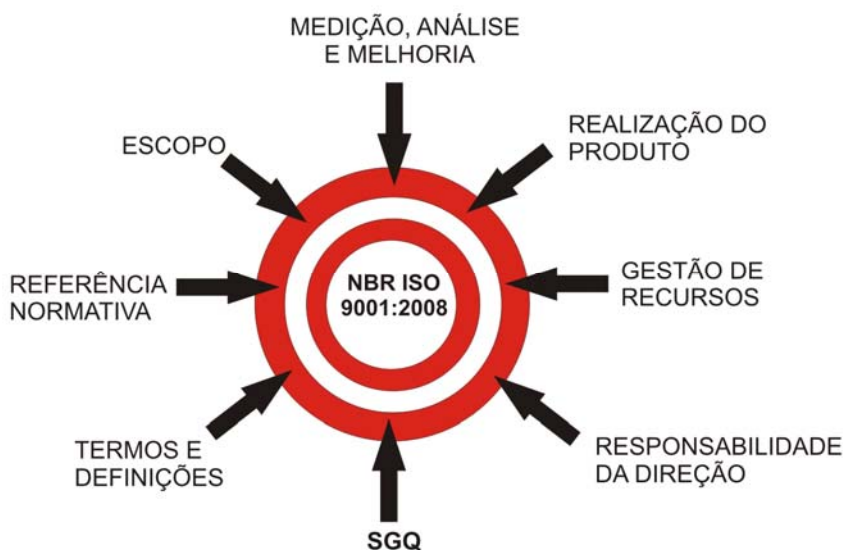 MEDIÇÃO, ANÁLISE
E MELHORIA
REALIZAÇÃO DO
PRODUTO
ESCOPO
NBR ISO
9001:2008
REFERÊNCIA
NORMATIVA
GESTÃO DE
RECURSOS
TERMOS E
DEFINIÇÕES
RESPONSABILIDADE
DA DIREÇÃO
SGQ